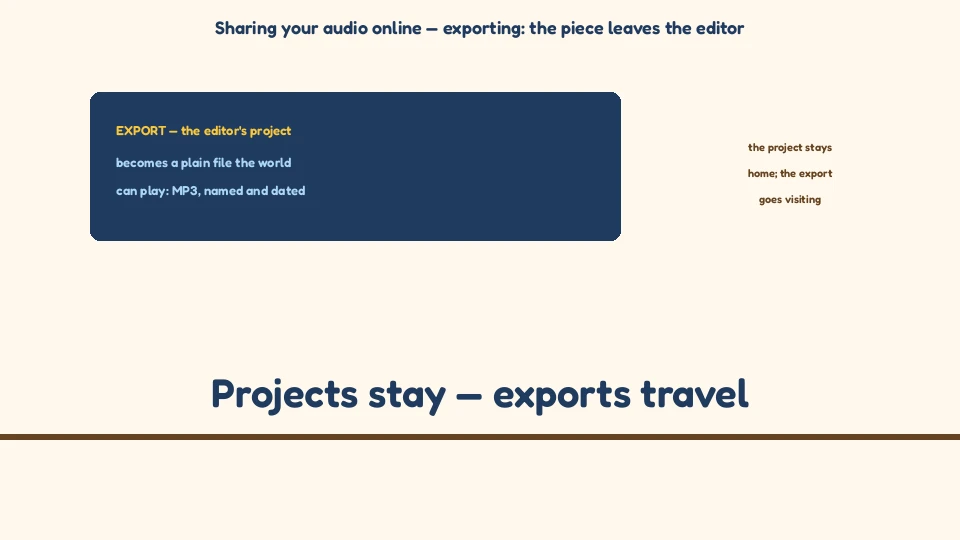 Sharing your audio online — exporting: the piece leaves the editor
EXPORT — the editor's project
becomes a plain file the world
can play: MP3, named and dated
the project stays
home; the export
goes visiting
Projects stay — exports travel